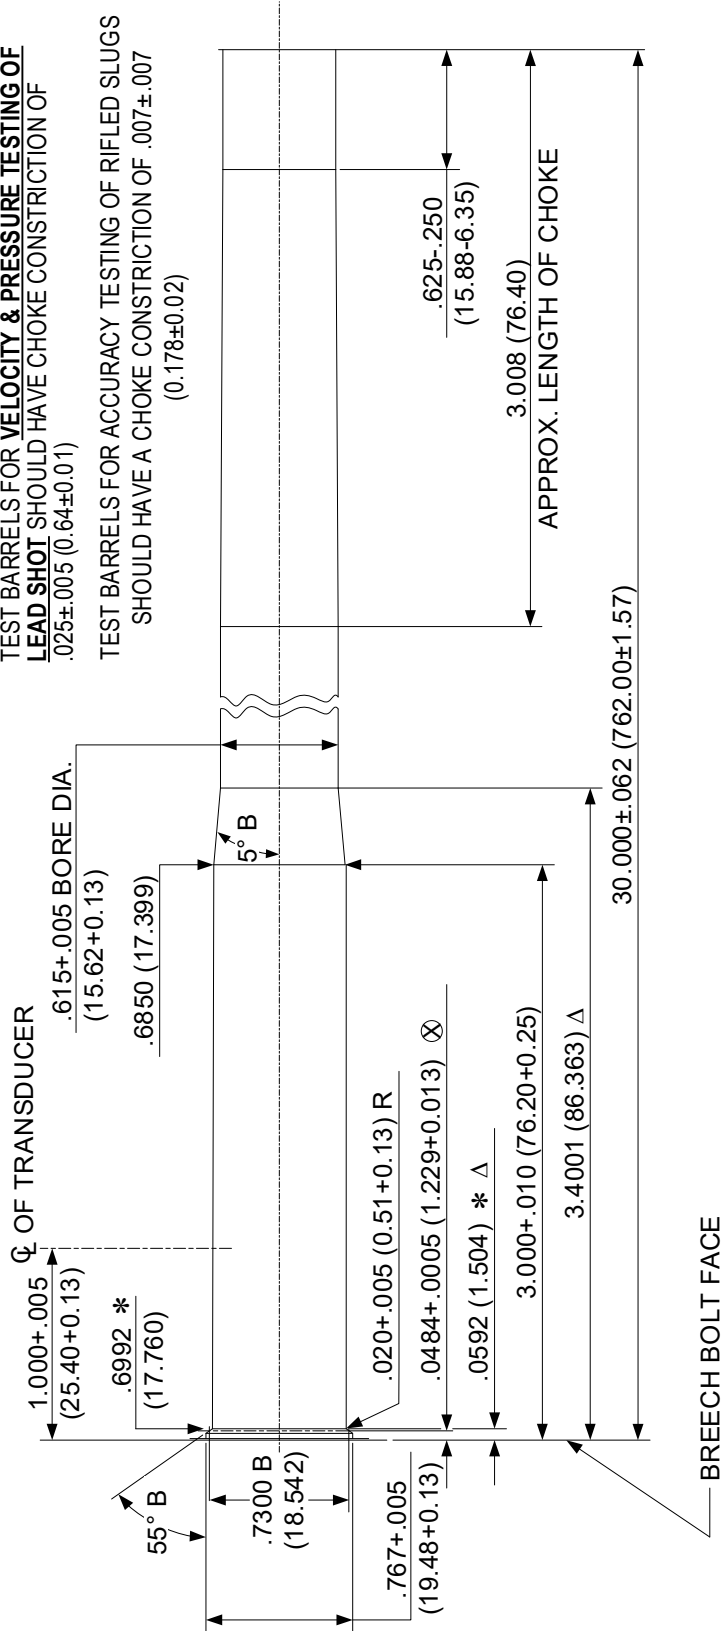 TEST BARRELS FOR VELOCITY & PRESSURE TESTING OF
LEAD SHOT SHOULD HAVE CHOKE CONSTRICTION OF
.025±.005 (0.64±0.01)
TEST BARRELS FOR ACCURACY TESTING OF RIFLED SLUGS
SHOULD HAVE A CHOKE CONSTRICTION OF .007±.007
(0.178±0.02)
℄ OF TRANSDUCER
1.000+.005
(25.40+0.13)
.6992 *
(17.760)
.615+.005 BORE DIA.
(15.62+0.13)
.6850 (17.399)
55° B
5° B
.7300 B
(18.542)
.767+.005
(19.48+0.13)
.020+.005 (0.51+0.13) R
.0484+.0005 (1.229+0.013) ⊗
.0592 (1.504) * Δ
3.000+.010 (76.20+0.25)
3.4001 (86.363) Δ
30.000±.062 (762.00±1.57)
.625-.250
(15.88-6.35)
3.008 (76.40)
APPROX. LENGTH OF CHOKE
BREECH BOLT FACE